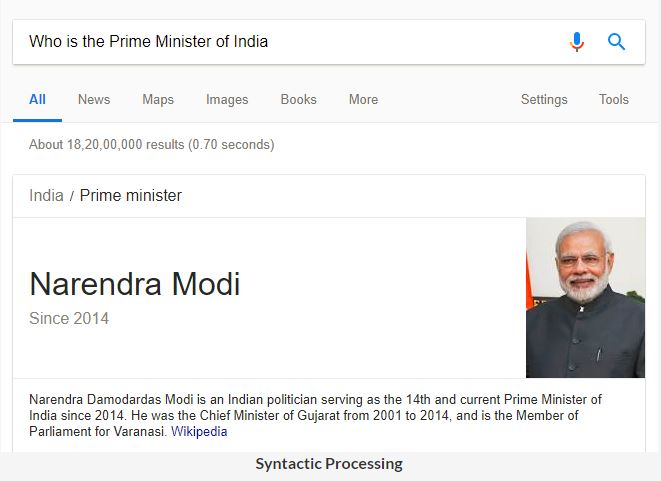 Who is the Prime Minister of India
All News Maps Images Books More Settings Tools
About 18,20,00,000 results (0.70 seconds)
India / Prime minister
Narendra Modi
Since 2014
Narendra Damodardas Modi is an Indian politician serving as the 14th and current Prime Minister of
India since 2014. He was the Chief Minister of Gujarat from 2001 to 2014, and is the Member of
Parliament for Varanasi. Wikipedia
Syntactic Processing